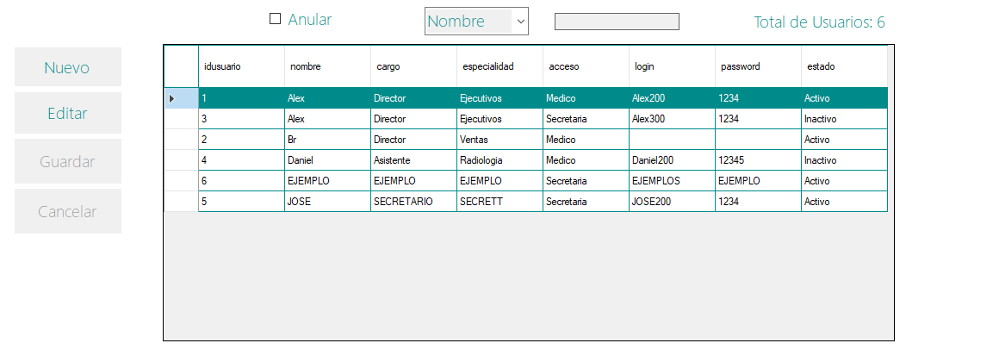 Anular Nombre Total de Usuarios: 6
Nuevo
Editar
Guardar
Cancelar
idusuario nombre cargo especialidad acceso login password estado
1 Alex Director Ejecutivos Medico Alex200 1234 Activo
3 Alex Director Ejecutivos Secretaria Alex300 1234 Inactivo
2 Br Director Ventas Medico Activo
4 Daniel Asistente Radiologia Medico Daniel200 12345 Inactivo
6 EJEMPLO EJEMPLO EJEMPLO Secretaria EJEMPLOS EJEMPLO Activo
5 JOSE SECRETARIO SECRETT Secretaria JOSE200 1234 Activo